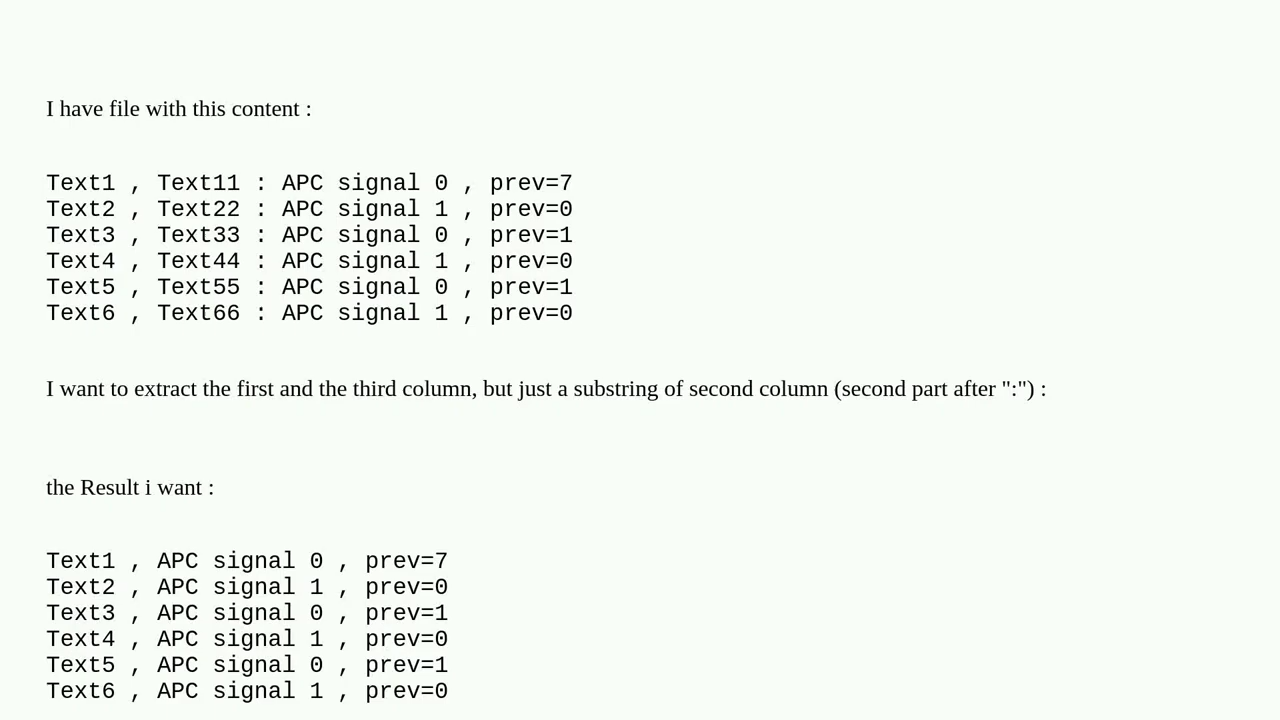 I have file with this content :
Text1 , Text11 : APC signal 0 , prev=7
Text2 , Text22 : APC signal 1 , prev=0
Text3 , Text33 : APC signal 0 , prev=1
Text4 , Text44 : APC signal 1 , prev=0
Text5 , Text55 : APC signal 0 , prev=1
Text6 , Text66 : APC signal 1 , prev=0
I want to extract the first and the third column, but just a substring of second column (second part after ":") :
the Result i want :
Text1 , APC signal 0 , prev=7
Text2 , APC signal 1 , prev=0
Text3 , APC signal 0 , prev=1
Text4 , APC signal 1 , prev=0
Text5 , APC signal 0 , prev=1
Text6 , APC signal 1 , prev=0